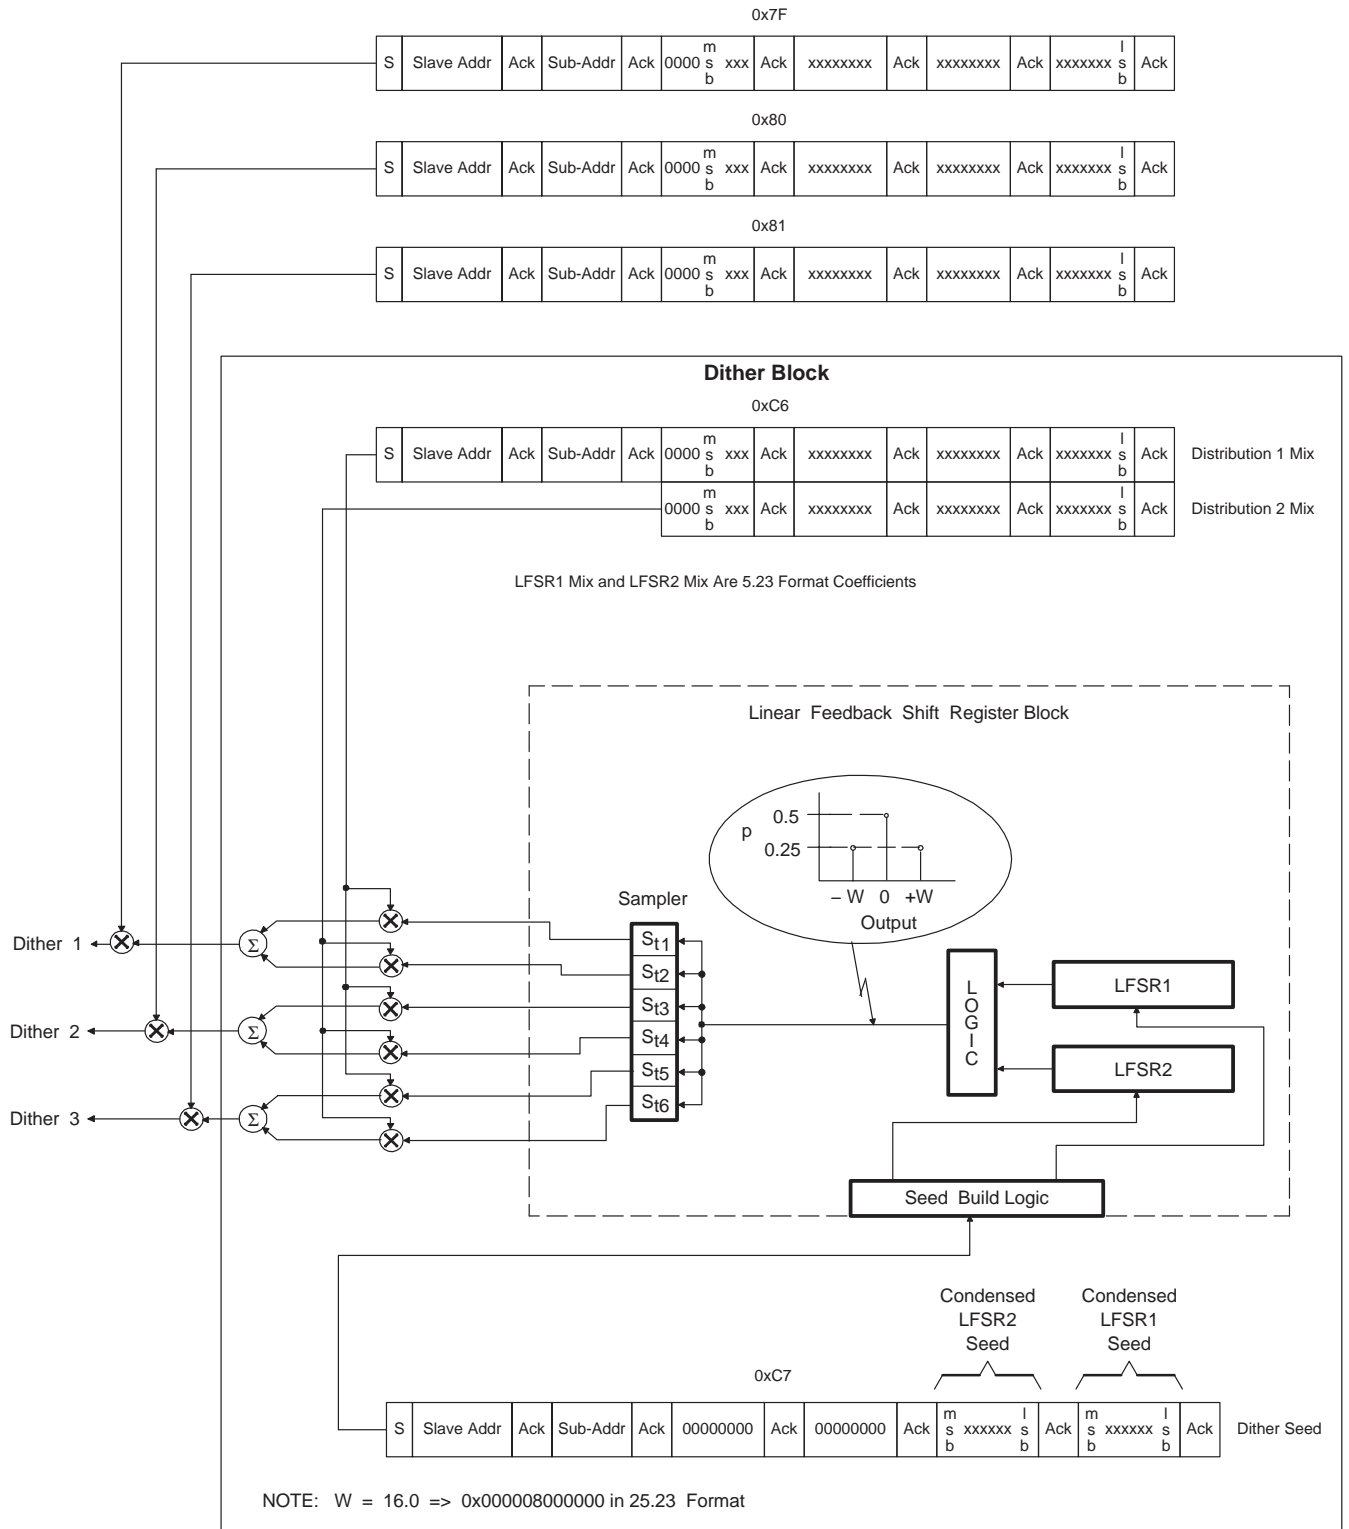 0x7F
S Slave Addr Ack Sub-Addr Ack 0000 msb xxx Ack xxxxxxxx Ack xxxxxxxx Ack xxxxxxx lsb Ack
0x80
S Slave Addr Ack Sub-Addr Ack 0000 msb xxx Ack xxxxxxxx Ack xxxxxxxx Ack xxxxxxx lsb Ack
0x81
S Slave Addr Ack Sub-Addr Ack 0000 msb xxx Ack xxxxxxxx Ack xxxxxxxx Ack xxxxxxx lsb Ack
Dither Block
0xC6
S Slave Addr Ack Sub-Addr Ack 0000 msb xxx Ack xxxxxxxx Ack xxxxxxxx Ack xxxxxxx lsb Ack Distribution 1 Mix
0000 msb xxx Ack xxxxxxxx Ack xxxxxxxx Ack xxxxxxx lsb Ack Distribution 2 Mix
LFSR1 Mix and LFSR2 Mix Are 5.23 Format Coefficients
Linear Feedback Shift Register Block
0.5
p
0.25
– W 0 +W
Output
Sampler
Dither 1
Σ
St1
St2
St3
Dither 2
Σ
St4
St5
St6
Dither 3
Σ
LOGIC
LFSR1
LFSR2
Seed Build Logic
Condensed
LFSR2
Seed
Condensed
LFSR1
Seed
0xC7
S Slave Addr Ack Sub-Addr Ack 00000000 Ack 00000000 Ack msb xxxxxx lsb Ack msb xxxxxx lsb Ack Dither Seed
NOTE: W = 16.0 => 0x000008000000 in 25.23 Format